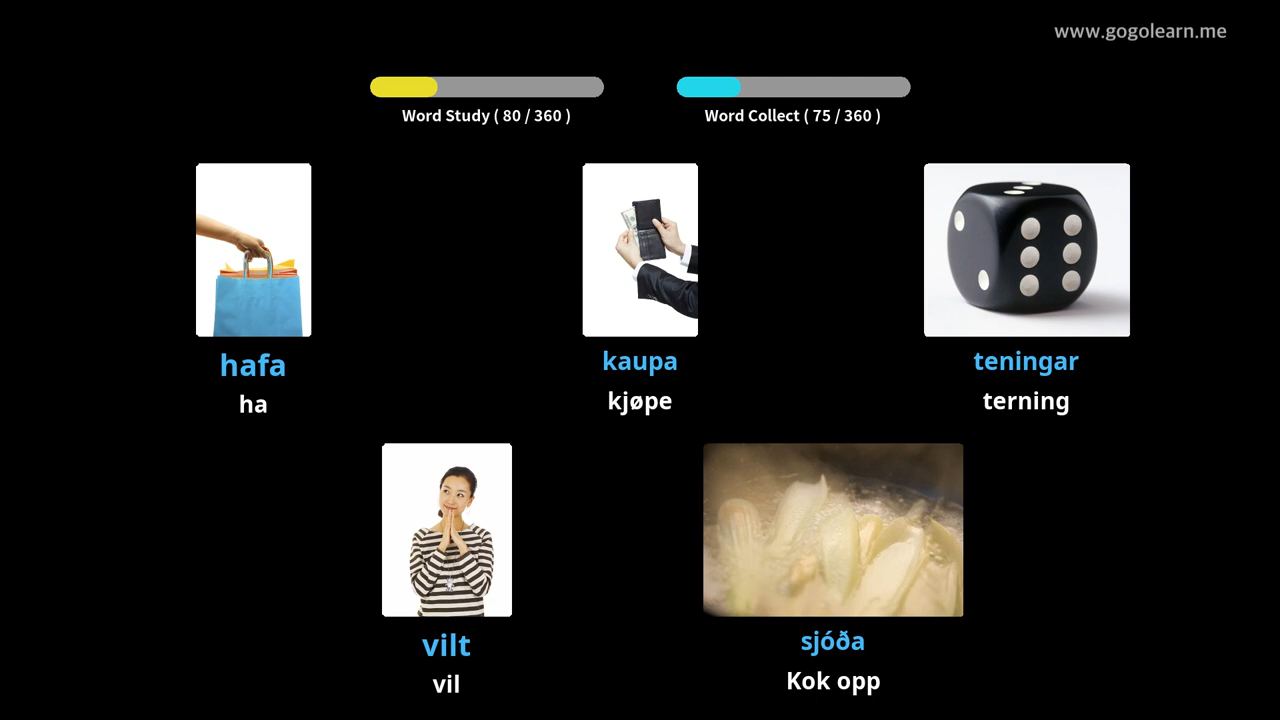 www.gogolearn.me
Word Study ( 80 / 360 )
Word Collect ( 75 / 360 )
hafa
ha
kaupa
kjøpe
teningar
terning
vilt
vil
sjóða
Kok opp